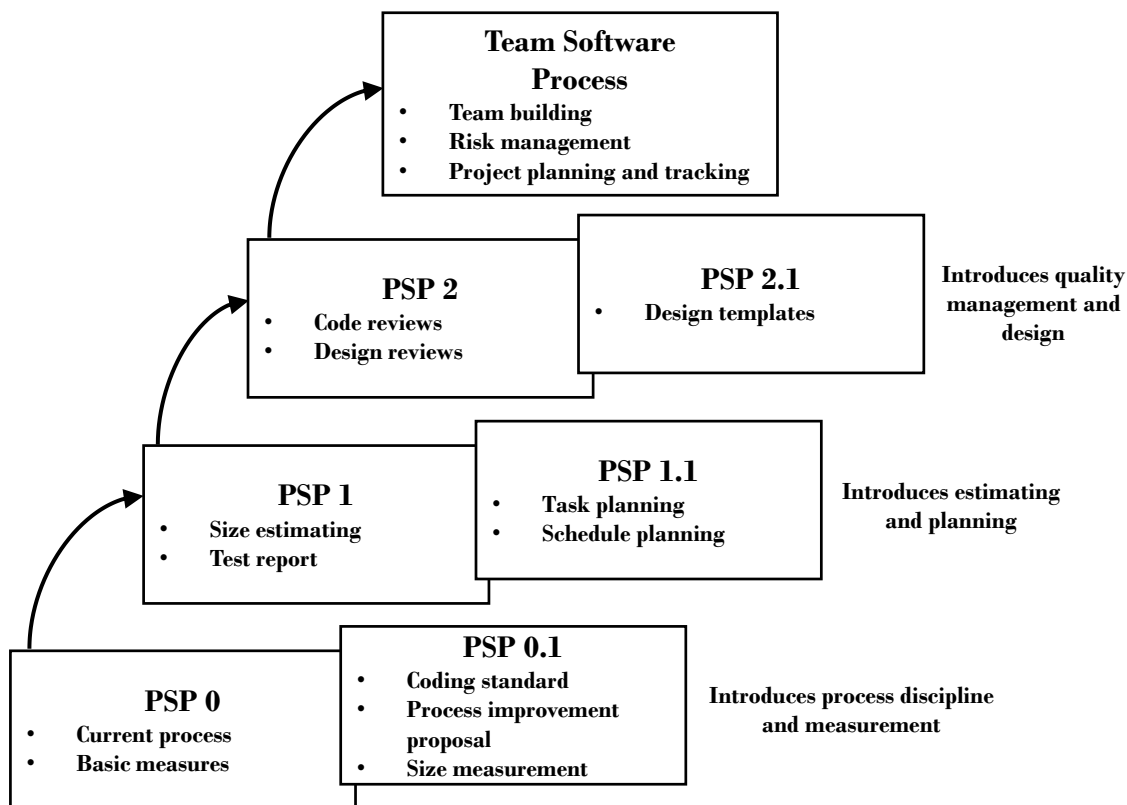 Team Software
Process
• Team building
• Risk management
• Project planning and tracking
PSP 2
• Code reviews
• Design reviews
PSP 2.1
• Design templates
Introduces quality
management and
design
PSP 1
• Size estimating
• Test report
PSP 1.1
• Task planning
• Schedule planning
Introduces estimating
and planning
PSP 0
• Current process
• Basic measures
PSP 0.1
• Coding standard
• Process improvement
proposal
• Size measurement
Introduces process discipline
and measurement